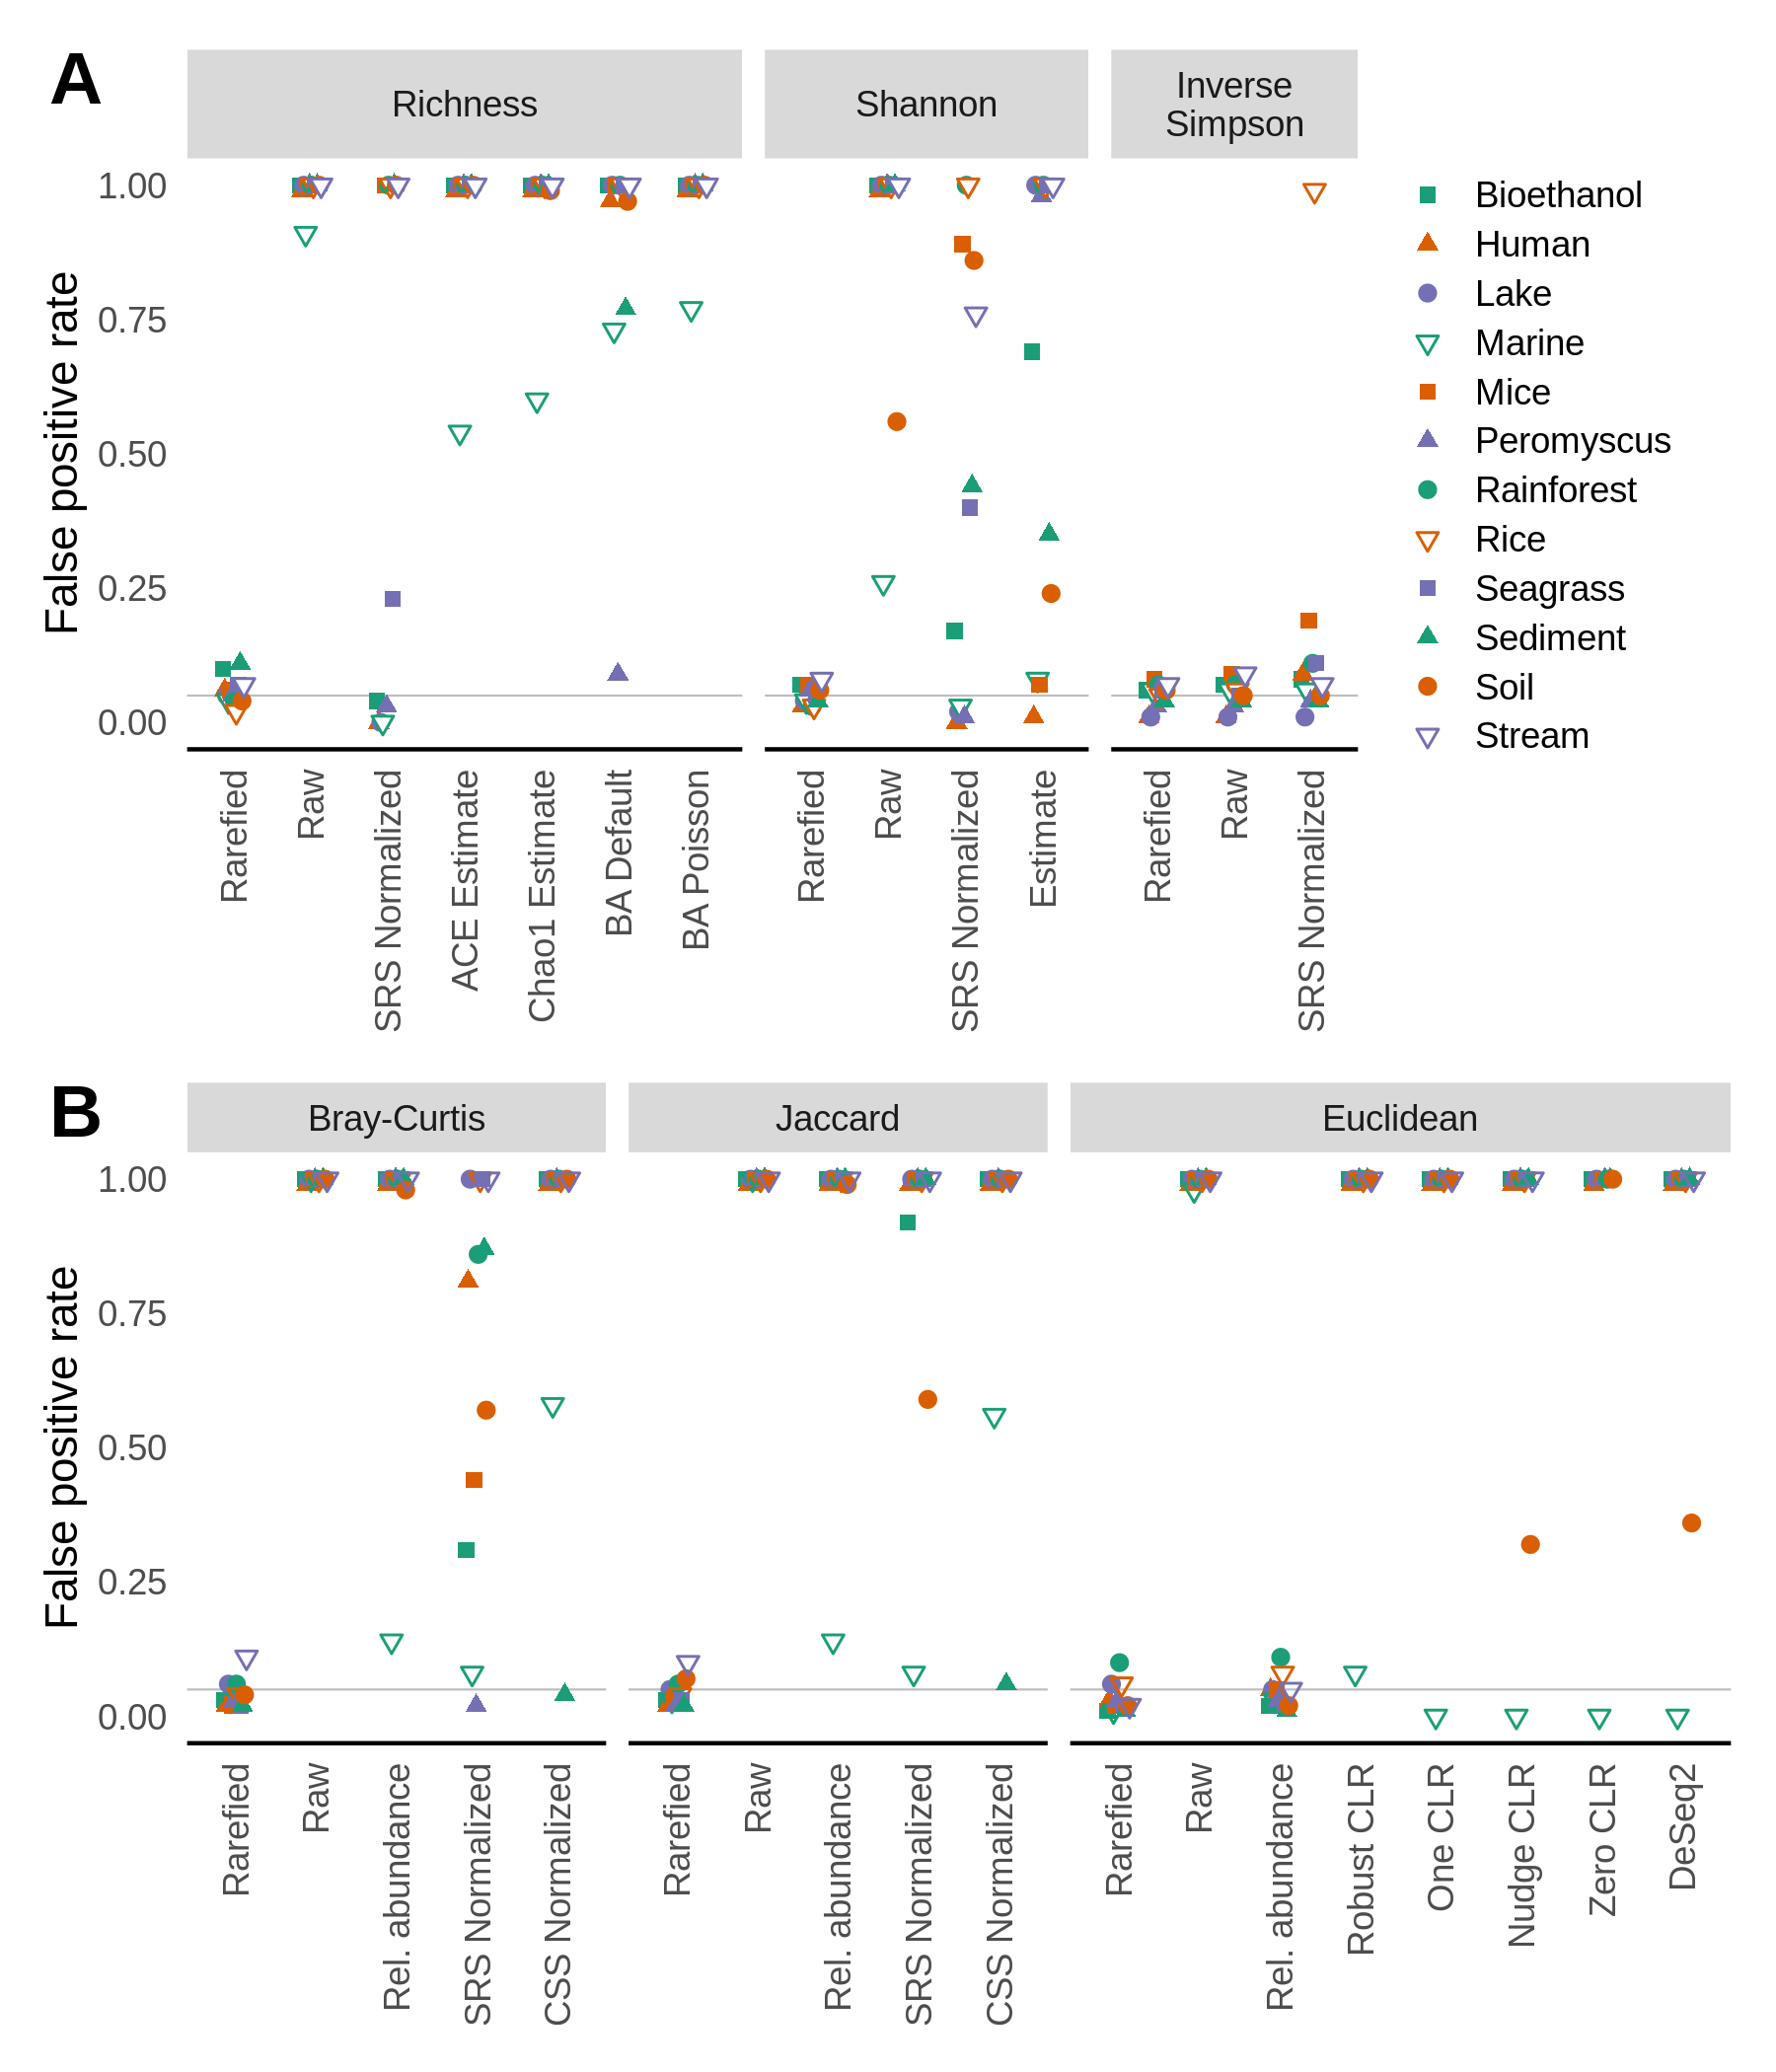 A
Richness
Shannon
Inverse
Simpson
False positive rate
1.00
0.75
0.50
0.25
0.00
Rarefied
Raw
SRS Normalized
ACE Estimate
Chao1 Estimate
BA Default
BA Poisson
Rarefied
Raw
SRS Normalized
Estimate
Rarefied
Raw
SRS Normalized
Bioethanol
Human
Lake
Marine
Mice
Peromyscus
Rainforest
Rice
Seagrass
Sediment
Soil
Stream
B
Bray-Curtis
Jaccard
Euclidean
False positive rate
1.00
0.75
0.50
0.25
0.00
Rarefied
Raw
Rel. abundance
SRS Normalized
CSS Normalized
Rarefied
Raw
Rel. abundance
SRS Normalized
CSS Normalized
Rarefied
Raw
Rel. abundance
Robust CLR
One CLR
Nudge CLR
Zero CLR
DeSeq2